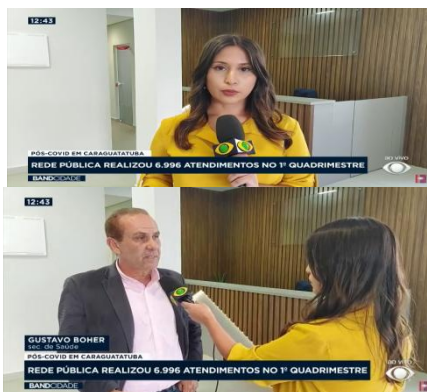 12:43
PÓS-COVID EM CARAGUATATUBA
REDE PÚBLICA REALIZOU 6.996 ATENDIMENTOS NO 1º QUADRIMESTRE
BANDCIDADE
AO VIVO
12:43
GUSTAVO BOHER
sec. de Saúde
PÓS-COVID EM CARAGUATATUBA
REDE PÚBLICA REALIZOU 6.996 ATENDIMENTOS NO 1º QUADRIMESTRE
BANDCIDADE
AO VIVO